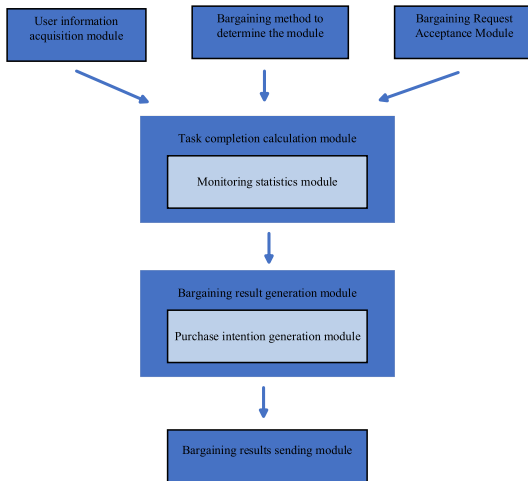 User information
acquisition module
Bargaining method to
determine the module
Bargaining Request
Acceptance Module
Task completion calculation module
Monitoring statistics module
Bargaining result generation module
Purchase intention generation module
Bargaining results sending module